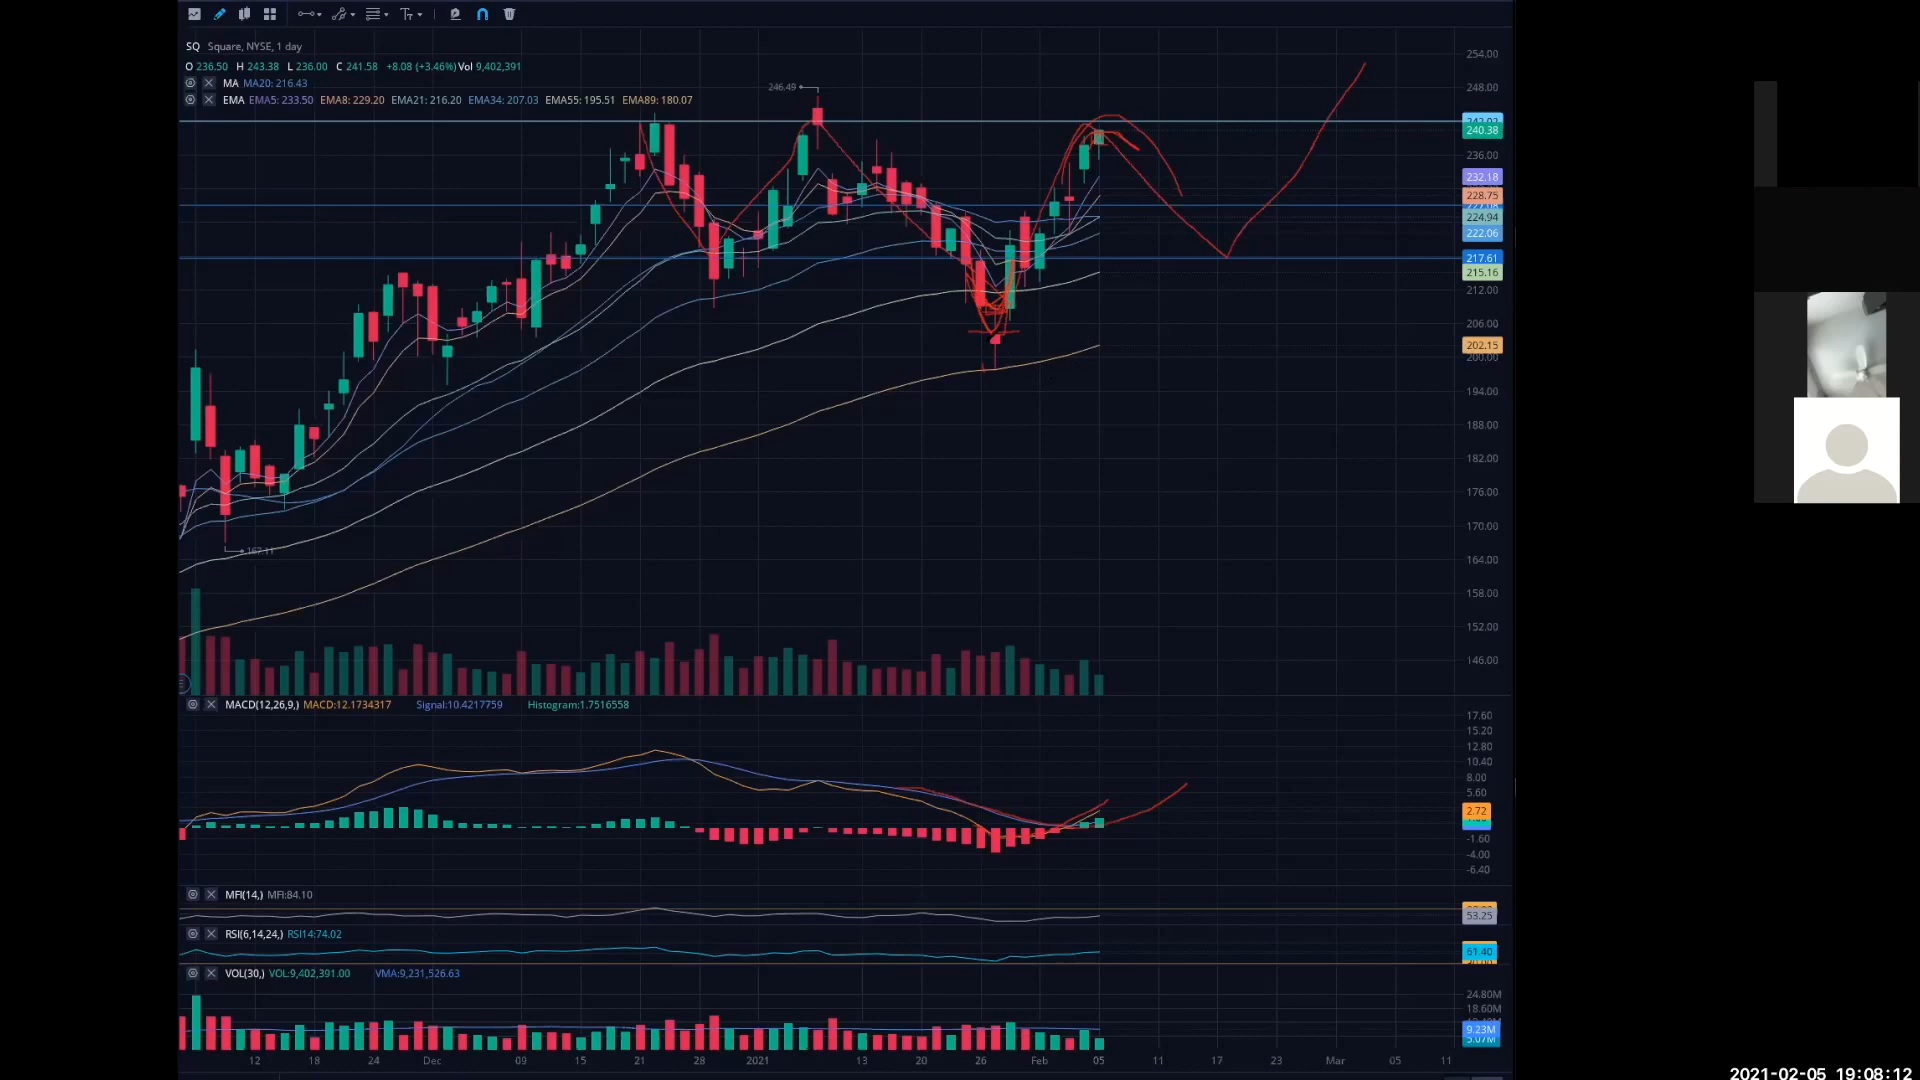 SQ Square, NYSE, 1 day
O 236.50 H 243.38 L 236.00 C 241.58 +8.08 (+3.46%) Vol 9,402,391
MA MA20: 216.43
EMA EMA5: 233.50 EMA8: 229.20 EMA21: 216.20 EMA34: 207.03 EMA55: 195.51 EMA89: 180.07
246.49
167.11
254.00
248.00
240.38
236.00
232.18
228.75
224.94
222.06
217.61
215.16
212.00
206.00
202.15
200.00
194.00
188.00
182.00
176.00
170.00
164.00
158.00
152.00
146.00
MACD(12,26,9,) MACD:12.1734317 Signal:10.4217759 Histogram:1.7516558
17.60
15.20
12.80
10.40
8.00
5.60
2.72
-1.60
-4.00
-6.40
MFI(14,) MFI:84.10
53.25
RSI(6,14,24,) RSI14:74.02
61.40
VOL(30,) VOL:9,402,391.00 VMA:9,231,526.63
24.80M
18.60M
9.23M
5.07M
12 18 24 Dec 09 15 21 28 2021 13 20 26 Feb 05 11 17 23 Mar 05 11
2021-02-05 19:08:12